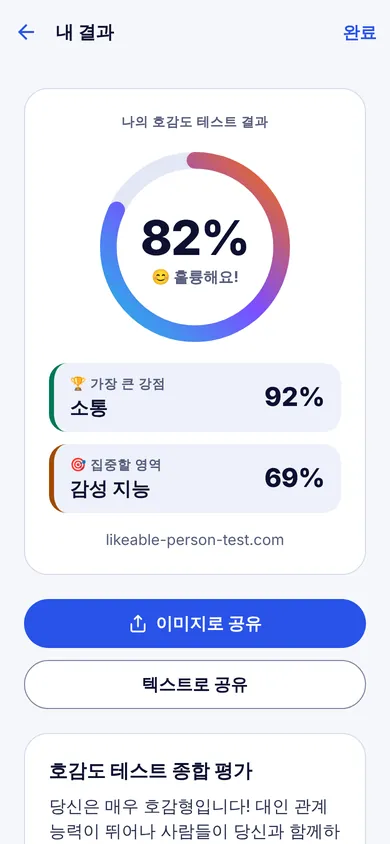 내 결과
완료
나의 호감도 테스트 결과
82%
😊 훌륭해요!
🏆 가장 큰 강점
소통
92%
🎯 집중할 영역
감성 지능
69%
likeable-person-test.com
이미지로 공유
텍스트로 공유
호감도 테스트 종합 평가
당신은 매우 호감형입니다! 대인 관계
능력이 뛰어나 사람들이 당신과 함께하